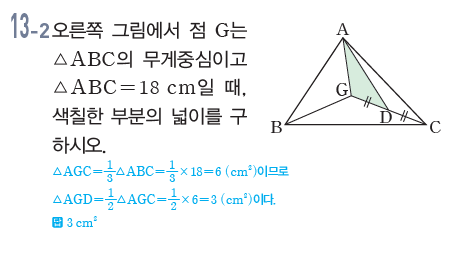 13-2 오른쪽 그림에서 점 G는
△ABC의 무게중심이고
△ABC=18 cm일 때,
색칠한 부분의 넓이를 구
하시오.
△AGC=1/3△ABC=1/3×18=6 (cm²)이므로
△AGD=1/2△AGC=1/2×6=3 (cm²)이다.
답 3 cm²
A
G
D
B
C